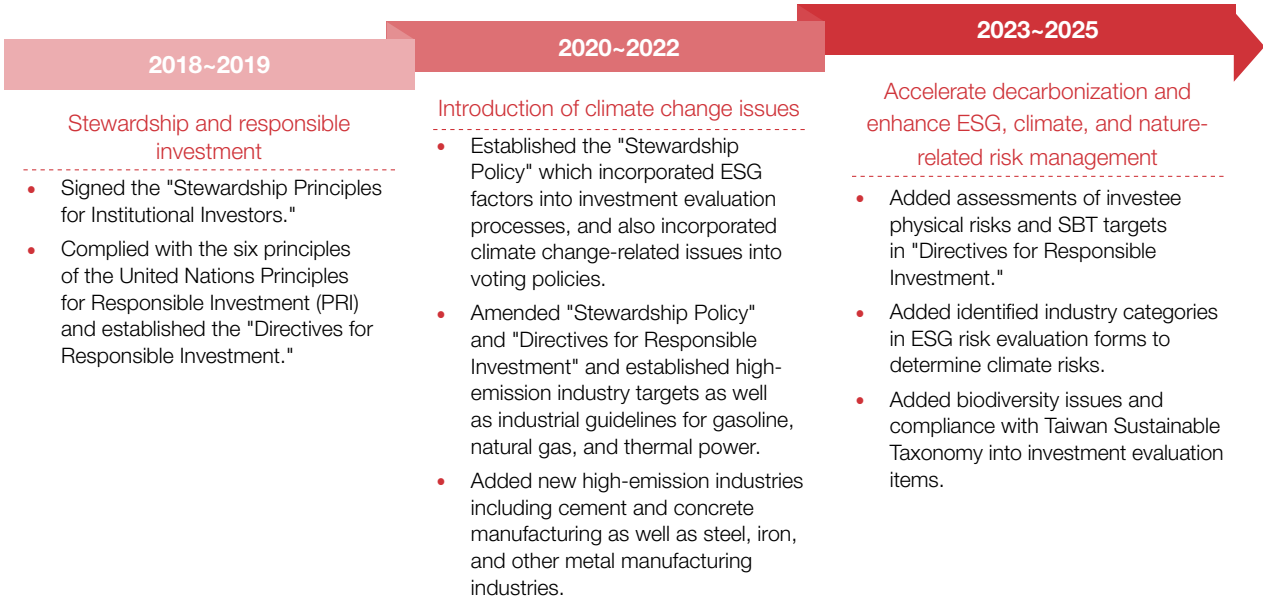 2018~2019
Stewardship and responsible
investment
• Signed the "Stewardship Principles
for Institutional Investors."
• Complied with the six principles
of the United Nations Principles
for Responsible Investment (PRI)
and established the "Directives for
Responsible Investment."
2020~2022
Introduction of climate change issues
• Established the "Stewardship
Policy" which incorporated ESG
factors into investment evaluation
processes, and also incorporated
climate change-related issues into
voting policies.
• Amended "Stewardship Policy"
and "Directives for Responsible
Investment" and established high-
emission industry targets as well
as industrial guidelines for gasoline,
natural gas, and thermal power.
• Added new high-emission industries
including cement and concrete
manufacturing as well as steel, iron,
and other metal manufacturing
industries.
2023~2025
Accelerate decarbonization and
enhance ESG, climate, and nature-
related risk management
• Added assessments of investee
physical risks and SBT targets
in "Directives for Responsible
Investment."
• Added identified industry categories
in ESG risk evaluation forms to
determine climate risks.
• Added biodiversity issues and
compliance with Taiwan Sustainable
Taxonomy into investment evaluation
items.